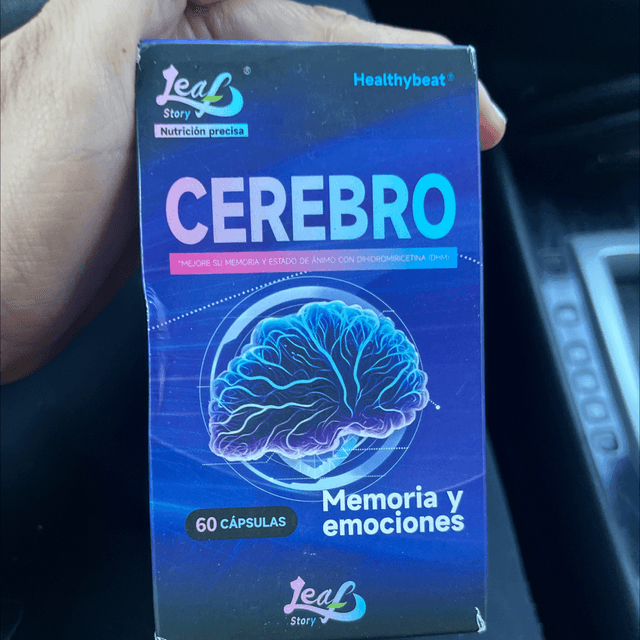 Leaf®
Story
Nutrición precisa
Healthybeat®
CEREBRO
*MEJORE SU MEMORIA Y ESTADO DE ÁNIMO CON DIHIDROMIRICETINA (DHM)
60 CÁPSULAS
Memoria y
emociones
Leaf
Story